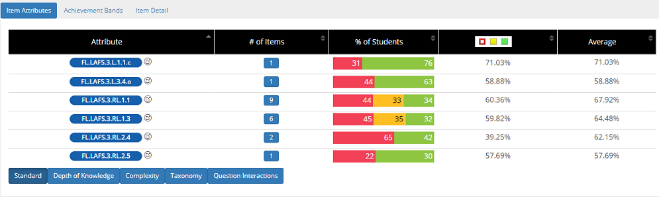 Item Attributes Achievement Bands Item Detail
Attribute # of Items % of Students Average
FL.LAFS.3.L.1.1.c 1 31 76 71.03% 71.03%
FL.LAFS.3.L.3.4.a 1 44 63 58.88% 58.88%
FL.LAFS.3.RL.1.1 9 44 33 34 60.36% 67.92%
FL.LAFS.3.RL.1.3 6 45 35 32 59.82% 64.48%
FL.LAFS.3.RL.2.4 2 65 42 39.25% 62.15%
FL.LAFS.3.RL.2.5 1 22 30 57.69% 57.69%
Standard Depth of Knowledge Complexity Taxonomy Question Interactions